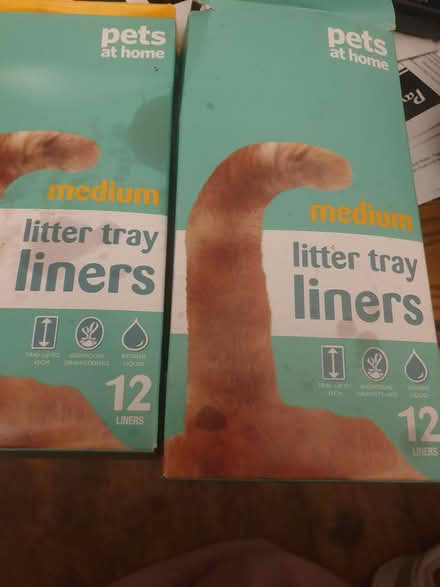 pets
at home
medium
litter tray
liners
12
LINERS
pets
at home
medium
litter tray
liners
12
LINERS